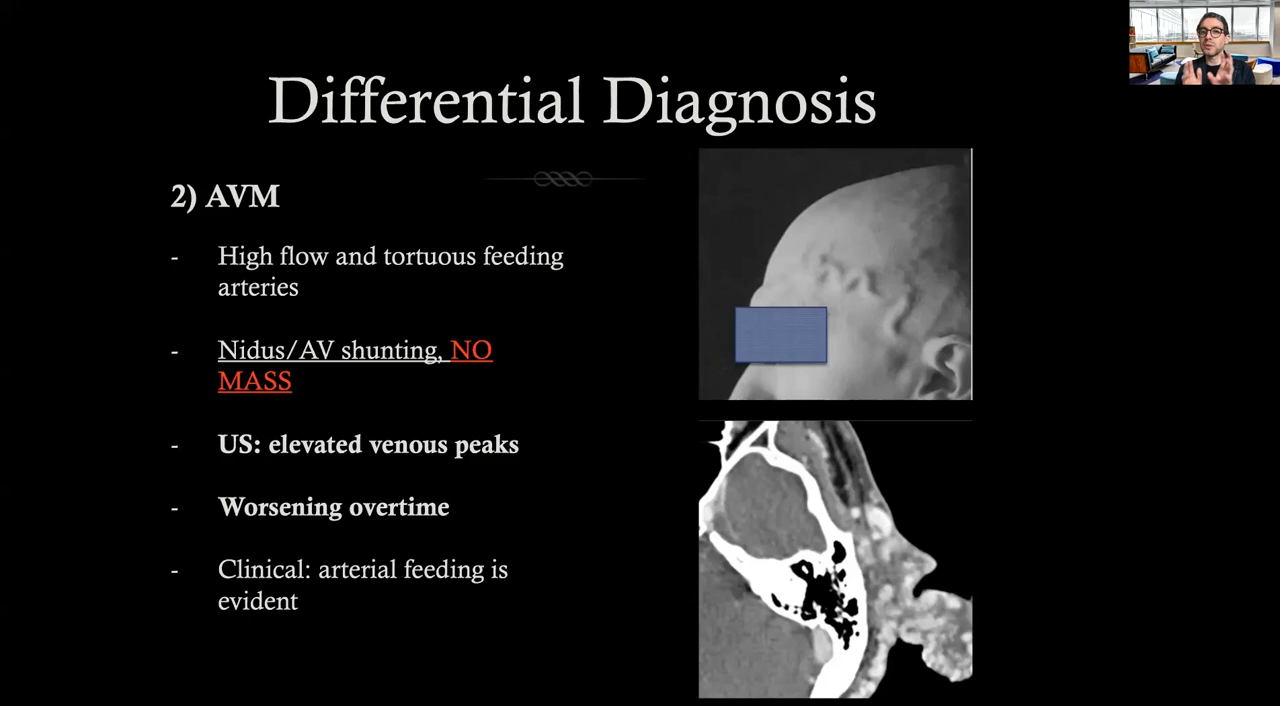 Differential Diagnosis
2) AVM
- High flow and tortuous feeding
arteries
- Nidus/AV shunting, NO
MASS
- US: elevated venous peaks
- Worsening overtime
- Clinical: arterial feeding is
evident